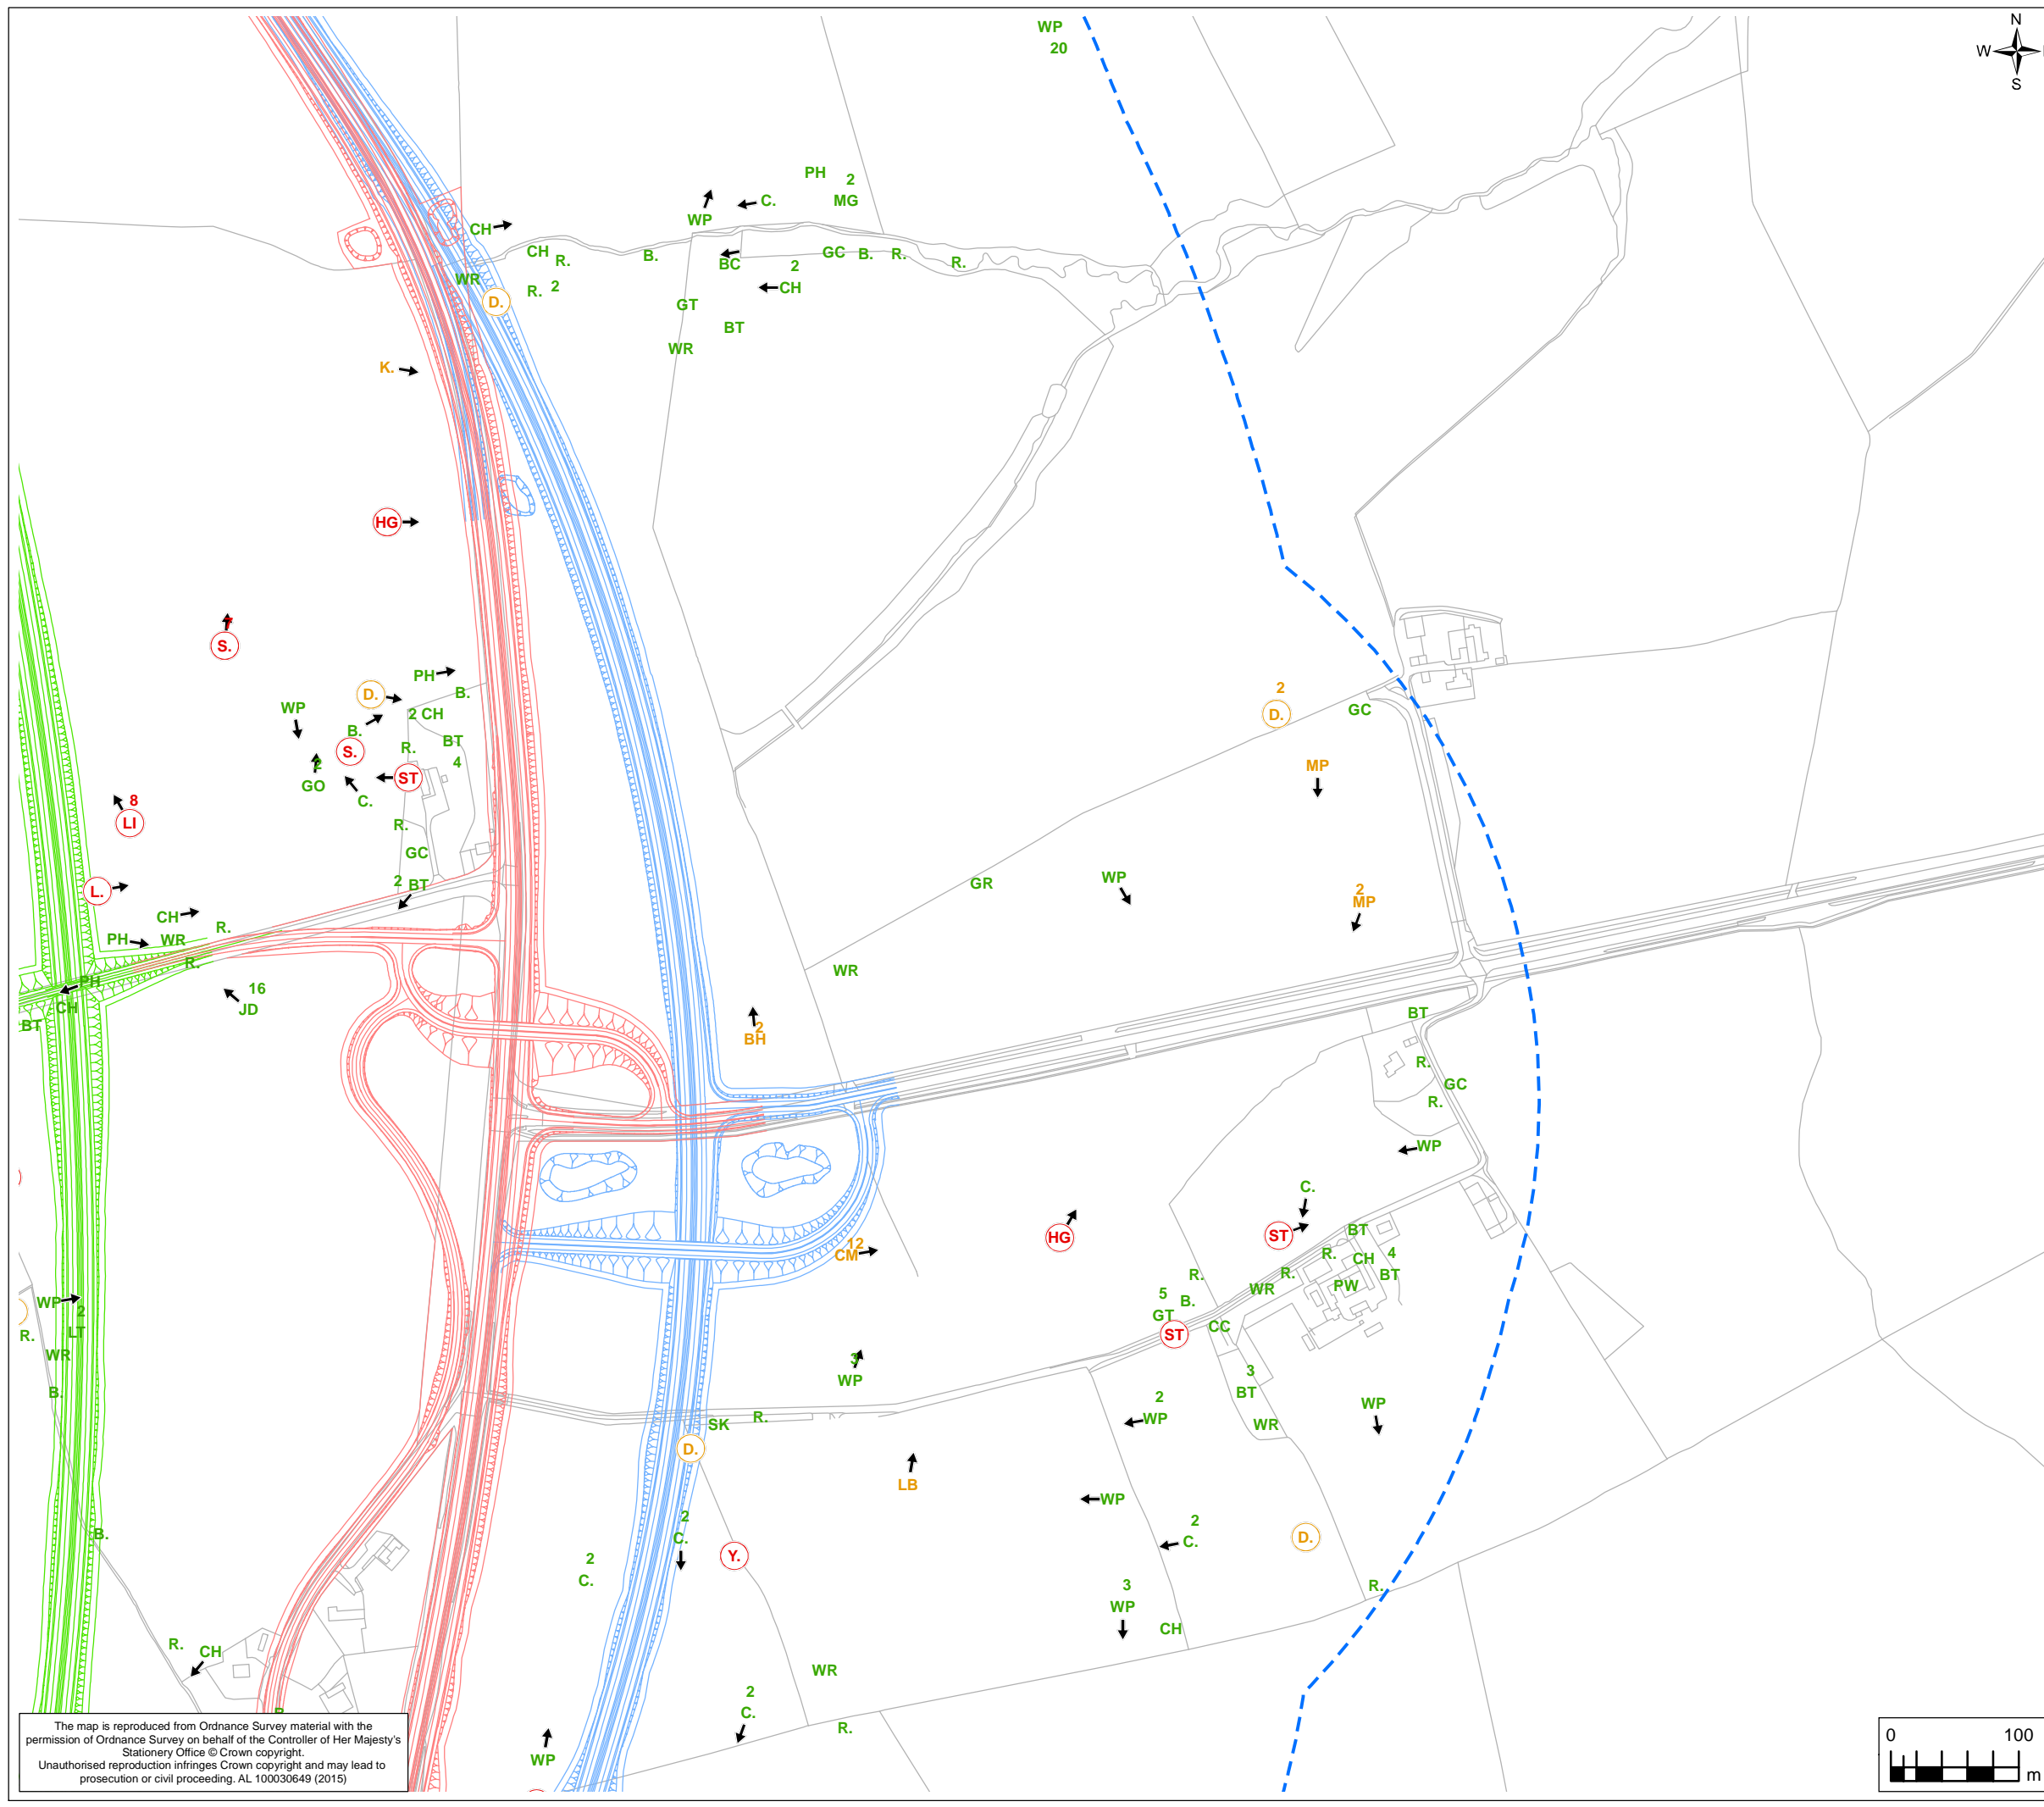 WP
20
N
W
S
PH
2
MG
C.
WP
CH
CH
R.
B.
BC
2
GC
B.
R.
R.
WR
D.
R.
2
CH
GT
BT
WR
K.
HG
S.
PH
D.
B.
2
CH
WP
B.
S.
R.
BT
4
2
GO
ST
C.
8
LI
R.
GC
2
BT
L.
CH
R.
PH
WR
R.
PH
CH
BT
16
JD
2
D.
GC
MP
GR
WP
2
MP
WR
2
BH
BT
R.
GC
R.
WP
C.
HG
ST
BT
R.
CH
4
BT
R.
WR
PW
R.
5
B.
GT
ST
CC
12
CM
WP
2
LT
R.
WR
B.
3
WP
3
BT
WR
2
WP
WP
SK
R.
D.
LB
WP
2
C.
D.
B.
2
C.
2
C.
Y.
3
WP
CH
R.
R.
CH
WR
2
C.
R.
WP
The map is reproduced from Ordnance Survey material with the
permission of Ordnance Survey on behalf of the Controller of Her Majesty's
Stationery Office © Crown copyright.
Unauthorised reproduction infringes Crown copyright and may lead to
prosecution or civil proceeding. AL 100030649 (2015)
0 100
m